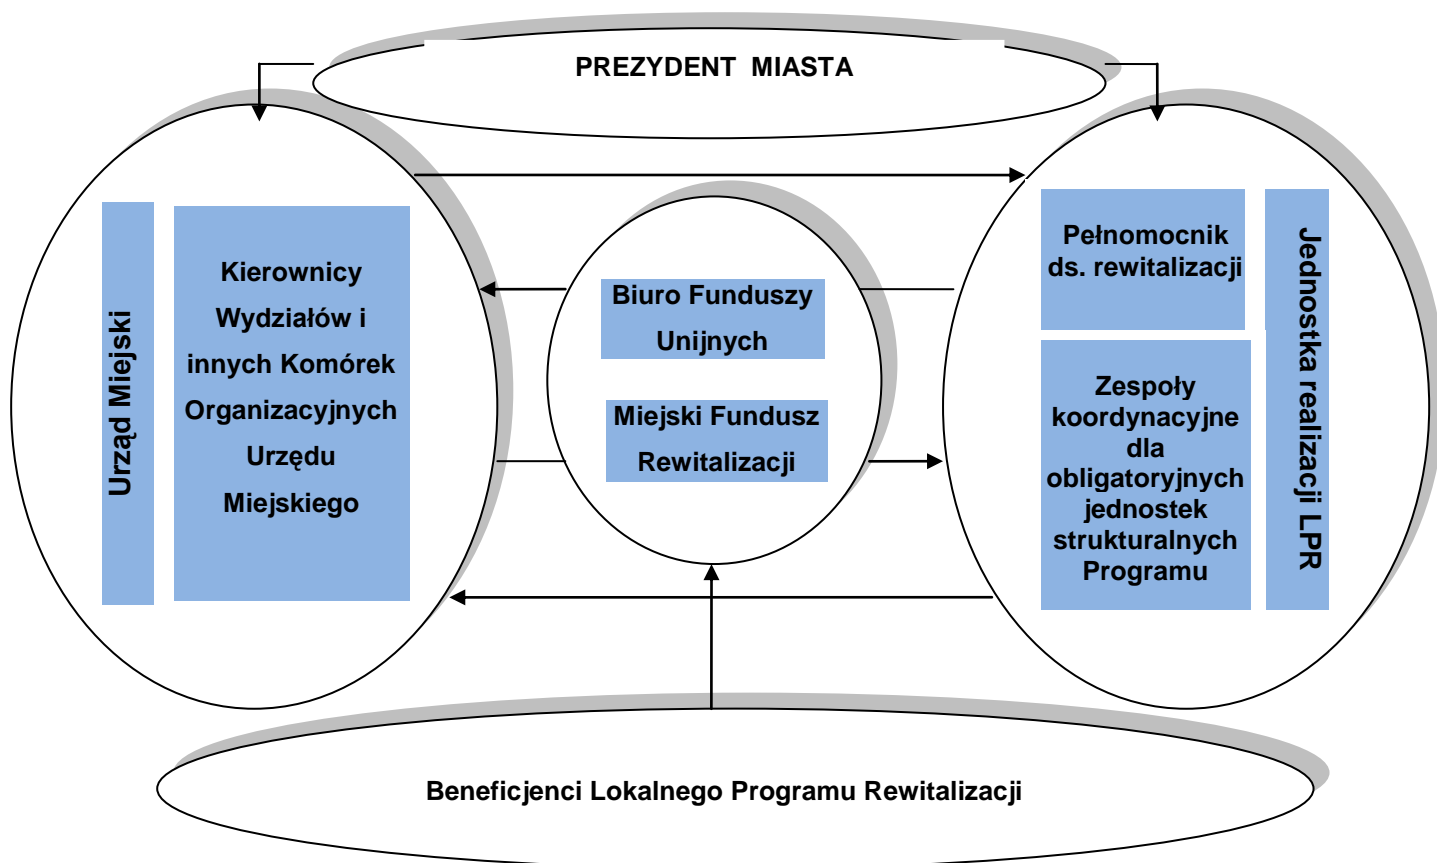 PREZYDENT MIASTA
Urząd Miejski
Kierownicy
Wydziałów i
innych Komórek
Organizacyjnych
Urzędu
Miejskiego
Biuro Funduszy
Unijnych
Miejski Fundusz
Rewitalizacji
Pełnomocnik
ds. rewitalizacji
Zespoły
koordynacyjne
dla
obligatoryjnych
jednostek
strukturalnych
Programu
Jednostka realizacji LPR
Beneficjenci Lokalnego Programu Rewitalizacji